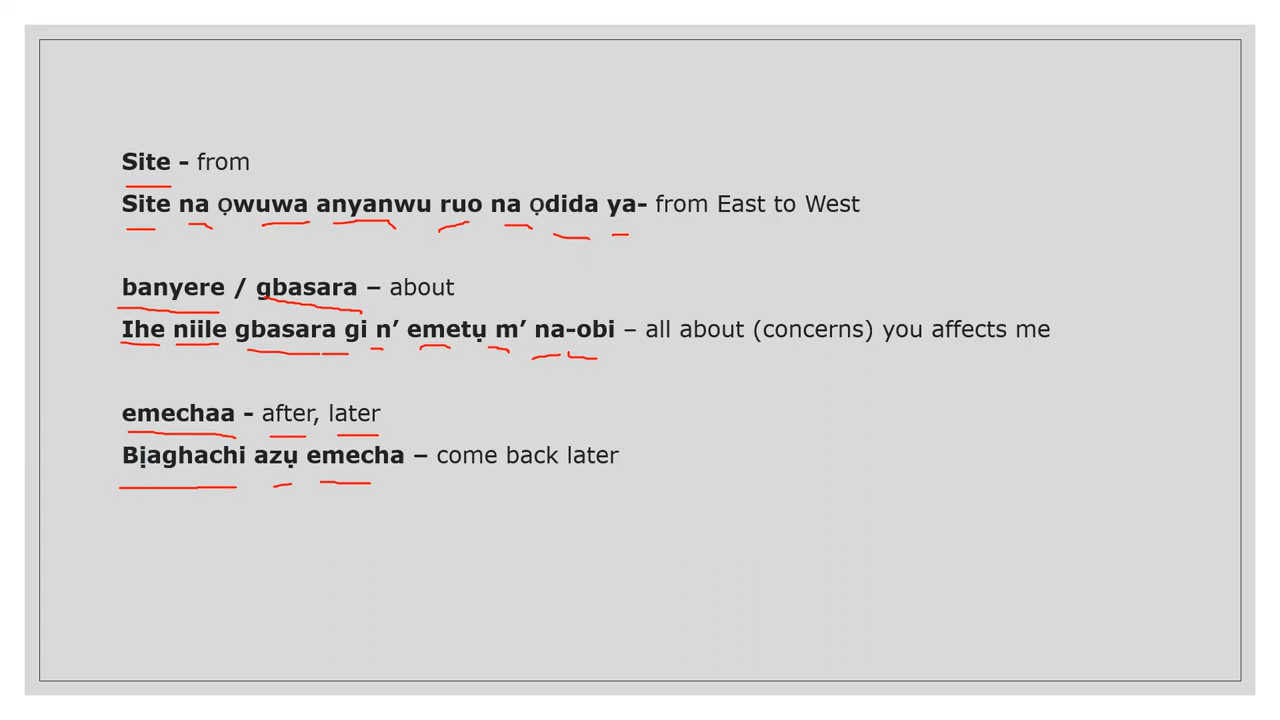 Site - from
Site na ọwuwa anyanwu ruo na ọdida ya- from East to West
banyere / gbasara – about
Ihe niile gbasara gi n’ emetụ m’ na-obi – all about (concerns) you affects me
emechaa - after, later
Bịaghachi azụ emecha – come back later